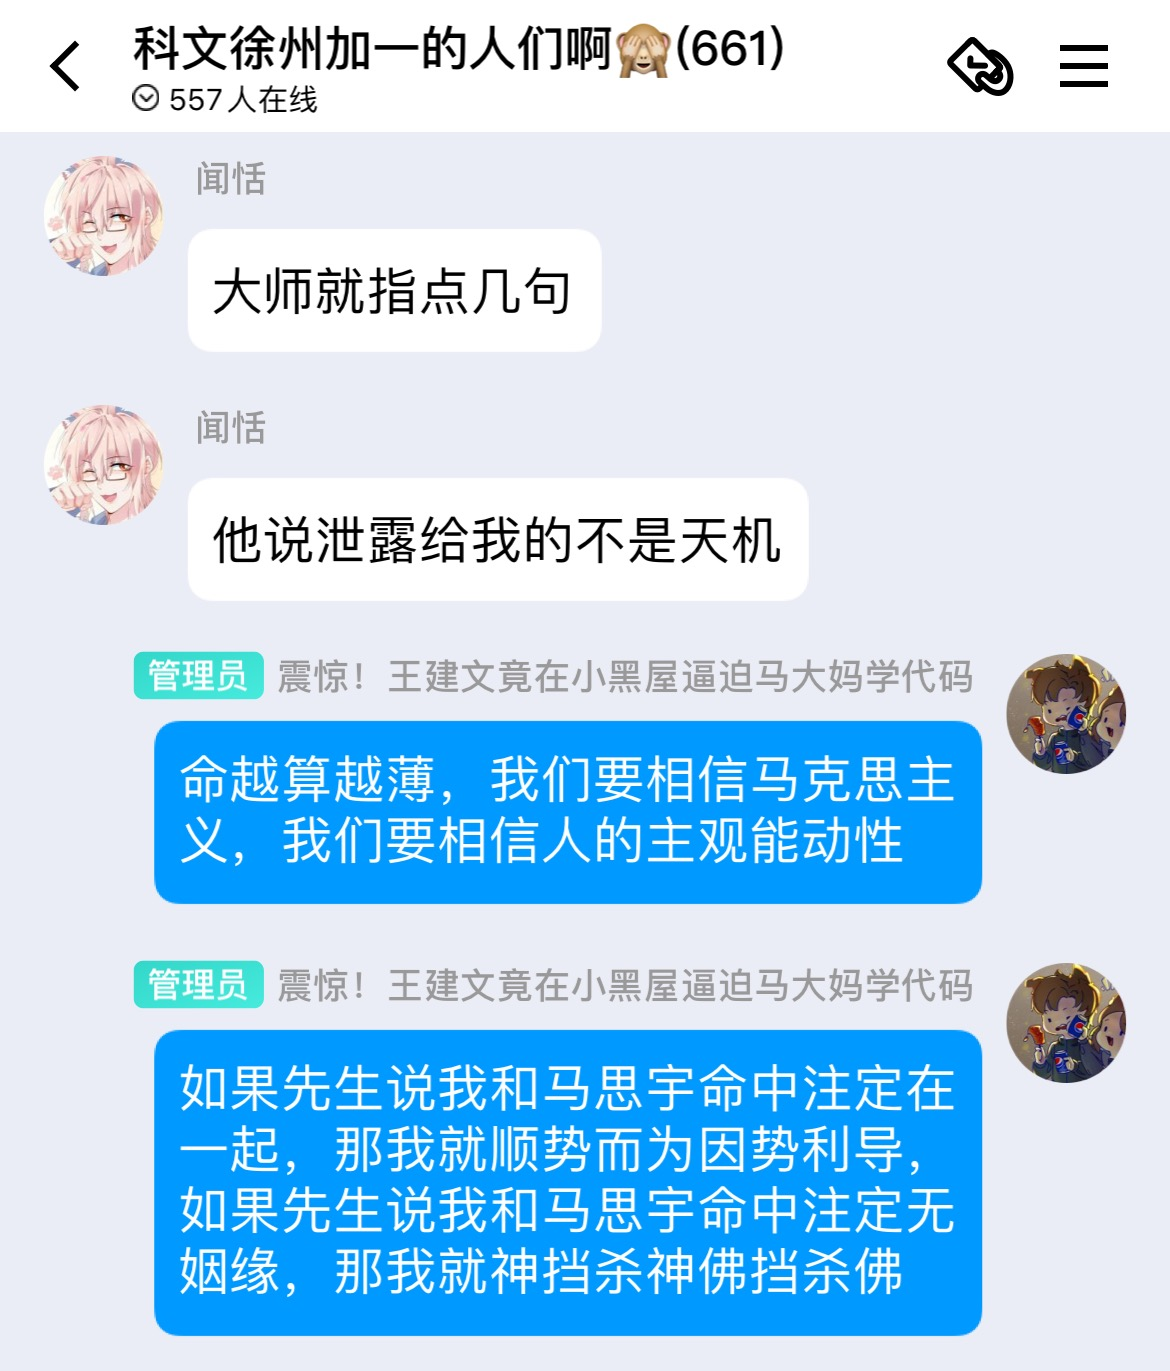 科文徐州加一的人们啊🙈(661)
557人在线
闻恬
大师就指点几句
闻恬
他说泄露给我的不是天机
管理员 震惊！王建文竟在小黑屋逼迫马大妈学代码
命越算越薄，我们要相信马克思主
义，我们要相信人的主观能动性
管理员 震惊！王建文竟在小黑屋逼迫马大妈学代码
如果先生说我和马思宇命中注定在
一起，那我就顺势而为因势利导，
如果先生说我和马思宇命中注定无
姻缘，那我就神挡杀神佛挡杀佛